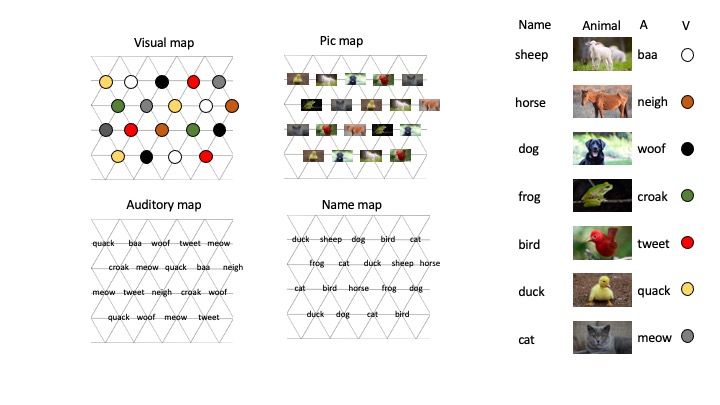 Visual map
Pic map
Auditory map
quack baa woof tweet meow
croak meow quack baa neigh
meow tweet neigh croak woof
quack woof meow tweet
Name map
duck sheep dog bird cat
frog cat duck sheep horse
cat bird horse frog dog
duck dog cat bird
Name Animal A V
sheep baa
horse neigh
dog woof
frog croak
bird tweet
duck quack
cat meow